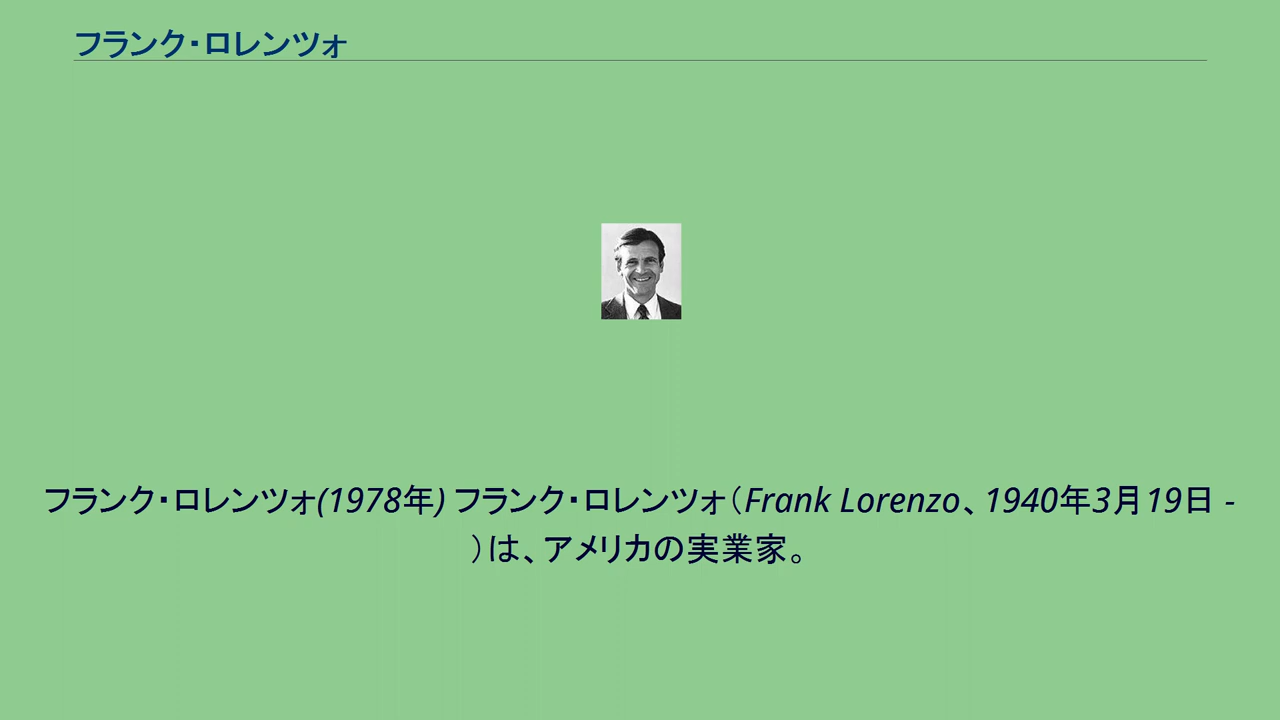 フランク・ロレンツォ
フランク・ロレンツォ(1978年) フランク・ロレンツォ（Frank Lorenzo、1940年3月19日 -
）は、アメリカの実業家。